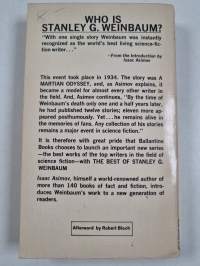 WHO IS
STANLEY G. WEINBAUM?
"With one single story Weinbaum was instantly
recognized as the world's best living science-fic-
tion writer. . ."
—From the Introduction by
Isaac Asimov
This event took place in 1934. The story was A
MARTIAN ODYSSEY, and, as Asimov explains, it
became a model for almost every other writer in
the field. And, Asimov continues, "By the time of
Weinbaum's death only one and a half years later,
he had published twelve stories; eleven more ap-
peared posthumously. Yet . . . he remains alive in
the memories of fans. Any collection of his stories
remains a major event in science fiction."
It is therefore with great pride that Ballantine
Books chooses to launch an important new series
—the best works of the top writers in the field of
science fiction—with THE BEST OF STANLEY G.
WEINBAUM
Isaac Asimov, himself a world-renowned author of
more than 140 books of fact and fiction, intro-
duces Weinbaum's work to a new generation of
readers.
Afterword by Robert Bloch